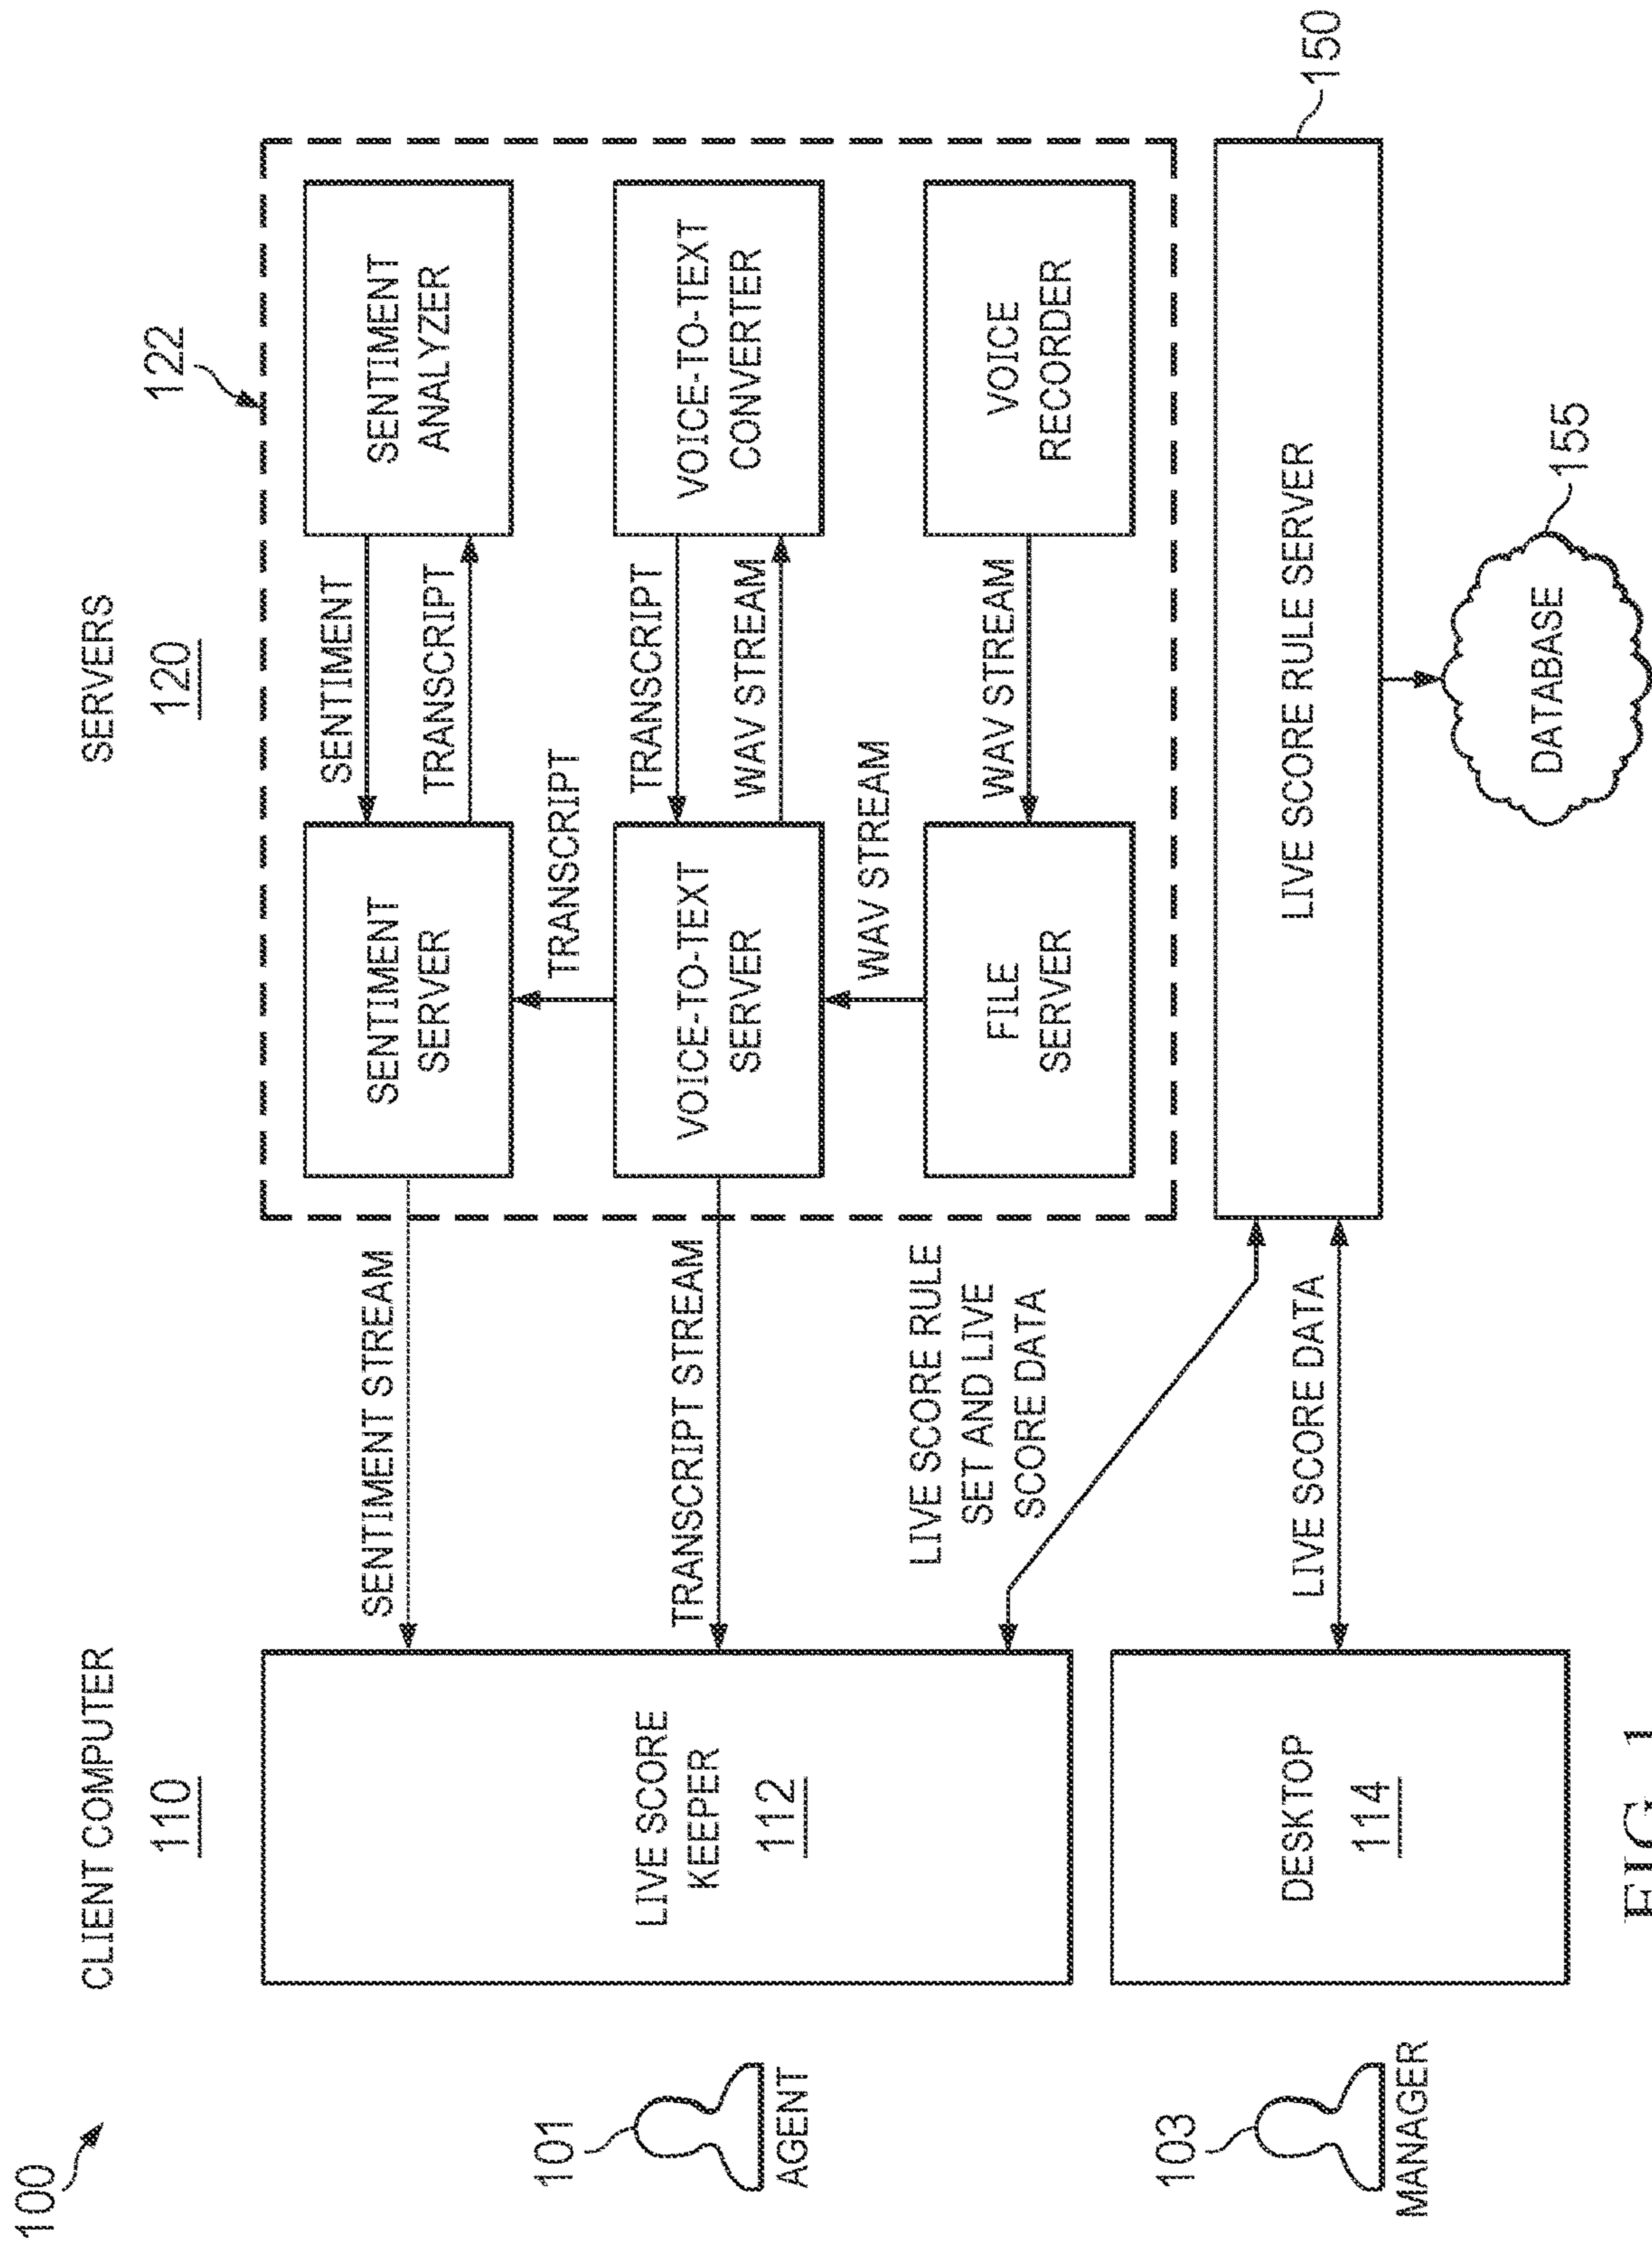 100
CLIENT COMPUTER
110
SERVERS
120
122
101
AGENT
LIVE SCORE
KEEPER
112
SENTIMENT STREAM
TRANSCRIPT STREAM
LIVE SCORE RULE
SET AND LIVE
SCORE DATA
SENTIMENT
SERVER
SENTIMENT
TRANSCRIPT
SENTIMENT
ANALYZER
TRANSCRIPT
VOICE-TO-TEXT
SERVER
TRANSCRIPT
WAV STREAM
VOICE-TO-TEXT
CONVERTER
WAV STREAM
FILE
SERVER
WAV STREAM
VOICE
RECORDER
103
MANAGER
DESKTOP
114
LIVE SCORE DATA
LIVE SCORE RULE SERVER
150
DATABASE
155
FIG. 1